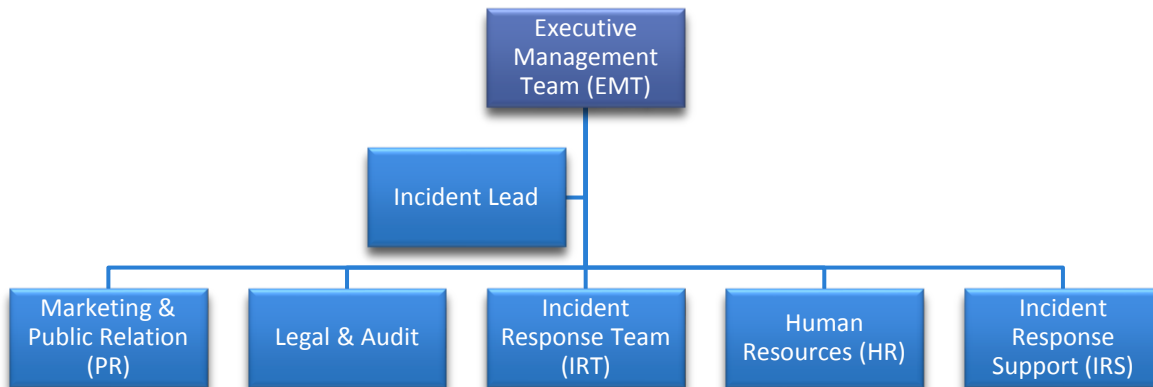 Executive
Management
Team (EMT)
Incident Lead
Marketing &
Public Relation
(PR)
Legal & Audit
Incident
Response Team
(IRT)
Human
Resources (HR)
Incident
Response
Support (IRS)